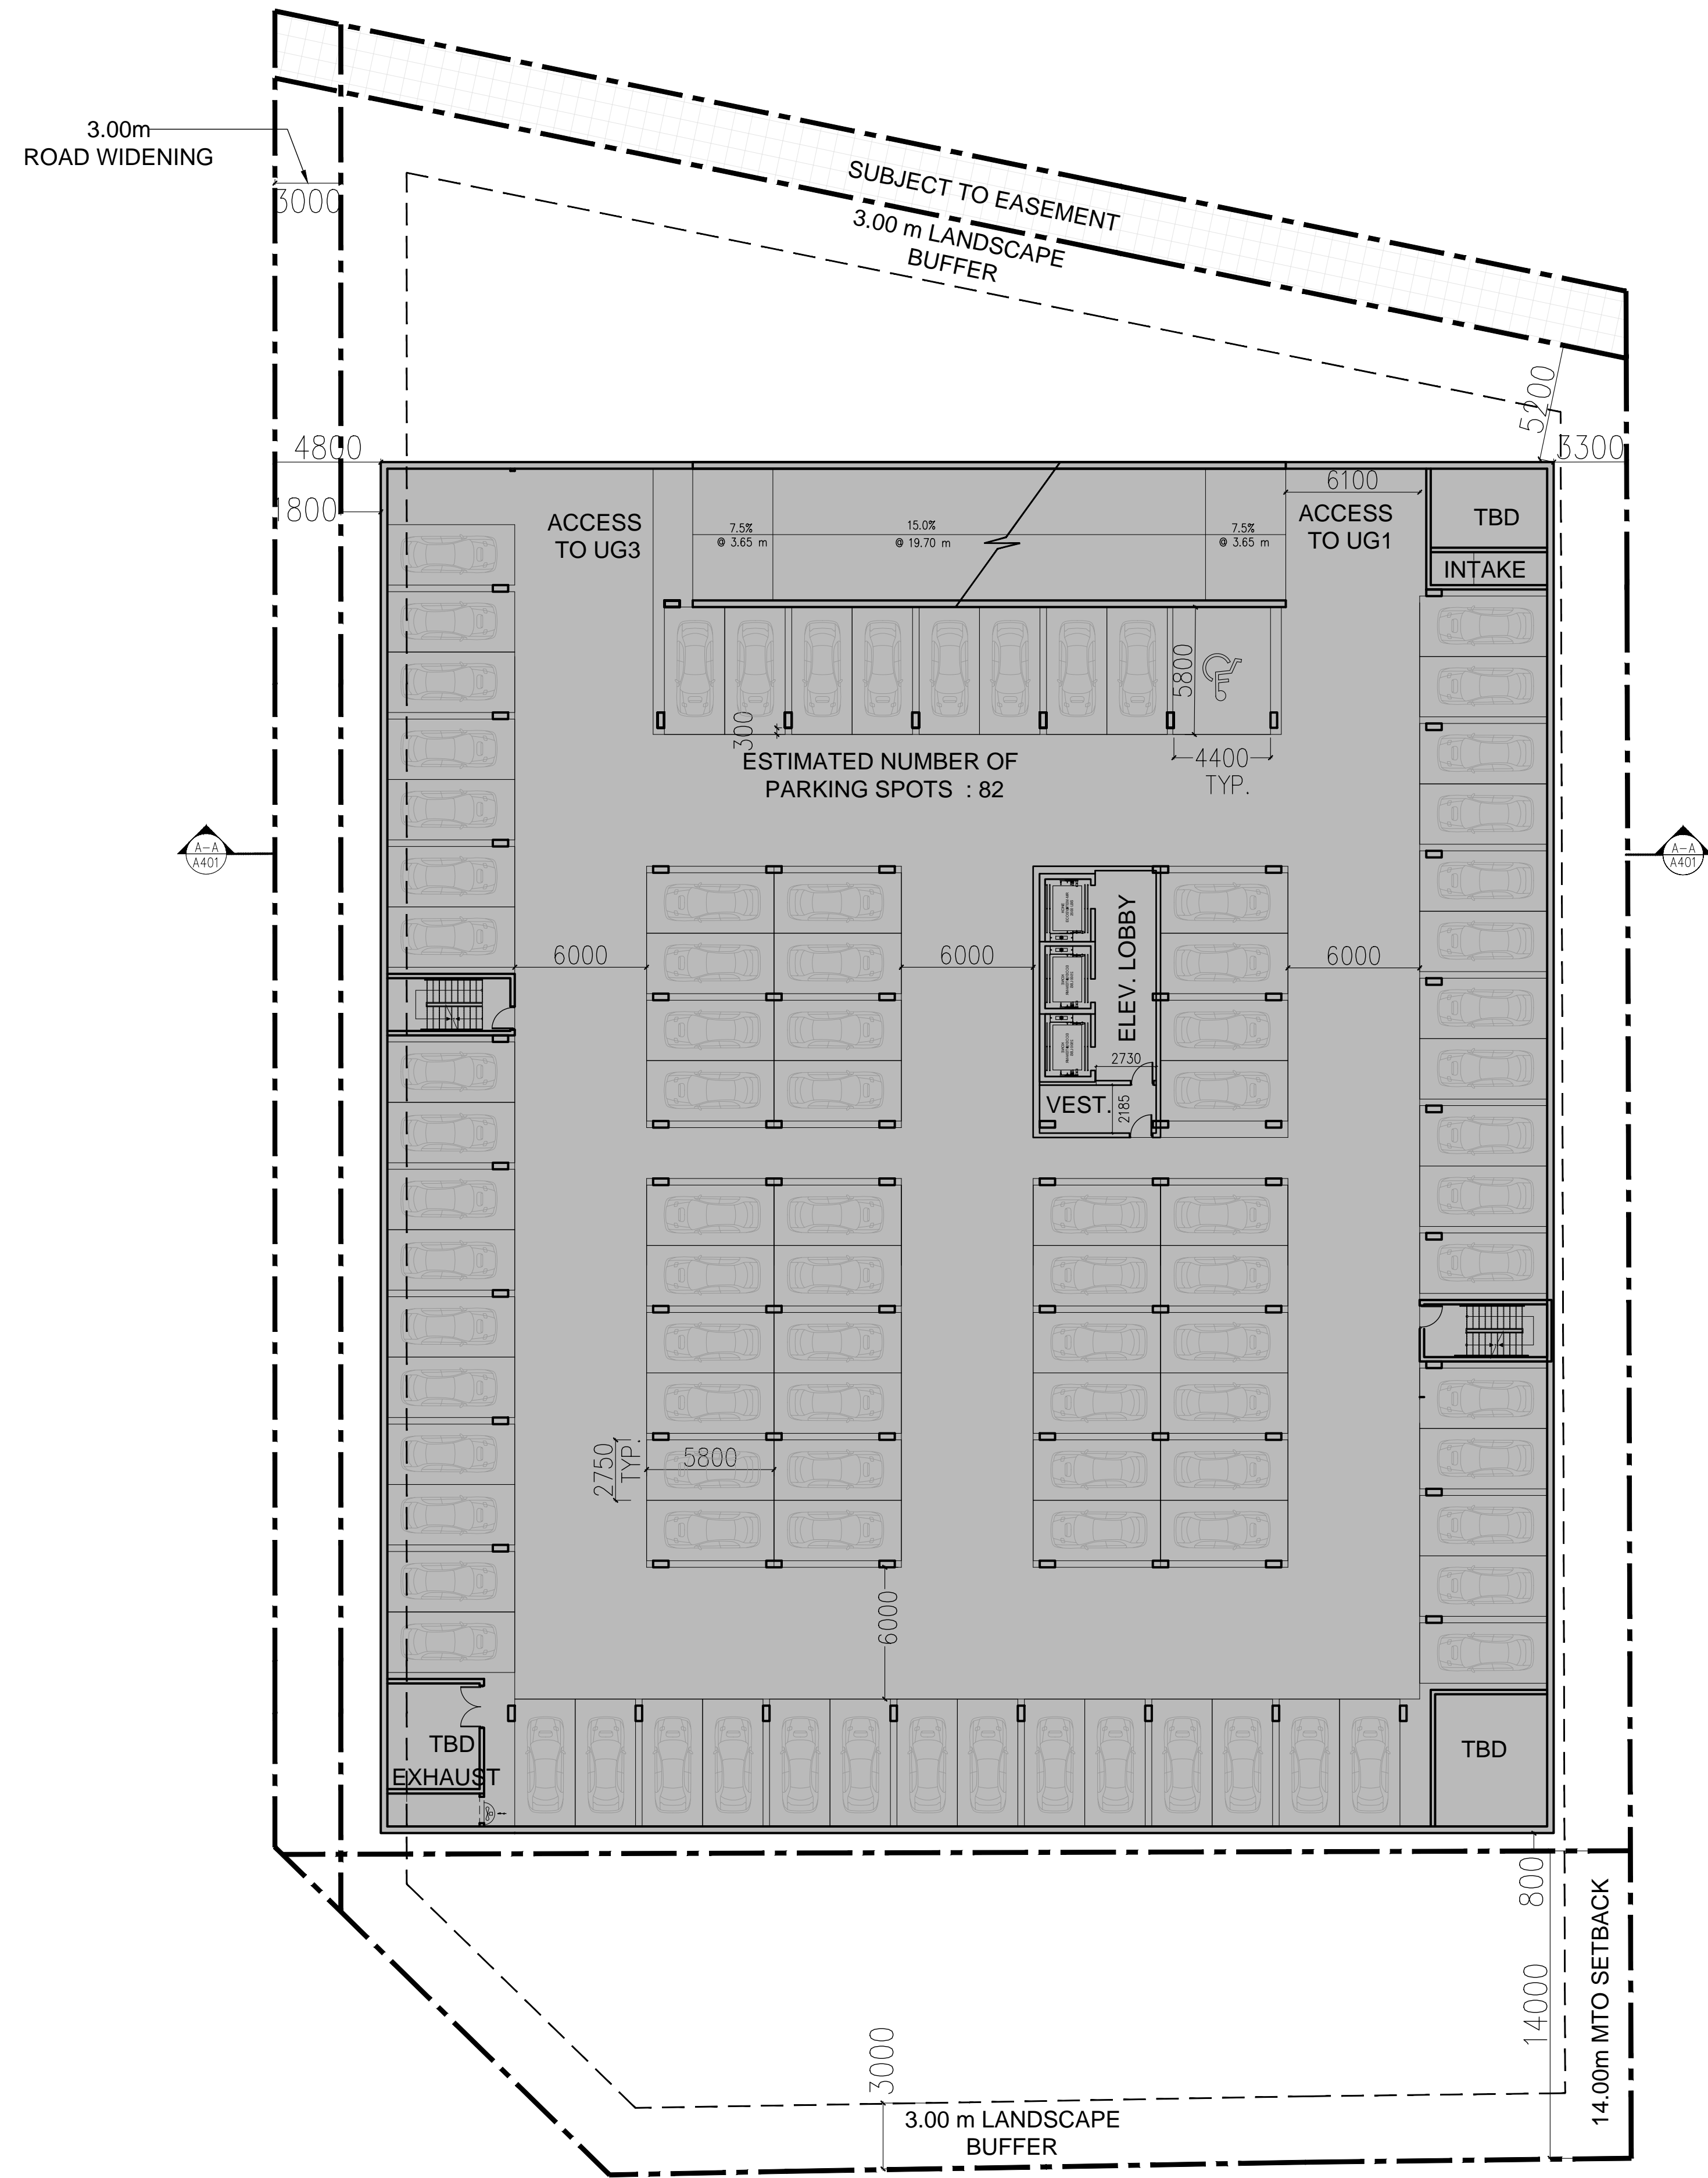 3.00m
ROAD WIDENING
3000
SUBJECT TO EASEMENT
3.00 m LANDSCAPE
BUFFER
5200
4800
3300
1800
ACCESS
TO UG3
7.5%
@ 3.65 m
15.0%
@ 19.70 m
7.5%
@ 3.65 m
6100
ACCESS
TO UG1
TBD
INTAKE
5800
300
4400
TYP.
ESTIMATED NUMBER OF
PARKING SPOTS : 82
A-A
A401
A-A
A401
6000
6000
6000
ELEV. LOBBY
2730
VEST.
2185
2750
TYP.
5800
6000
TBD
EXHAUST
TBD
800
14000
14.00m MTO SETBACK
3000
3.00 m LANDSCAPE
BUFFER